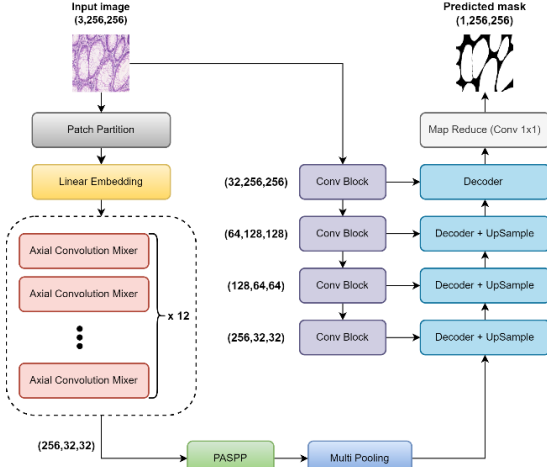 Input image
(3,256,256)
Predicted mask
(1,256,256)
Patch Partition
Map Reduce (Conv 1x1)
Linear Embedding
(32,256,256)
Conv Block
Decoder
(64,128,128)
Conv Block
Decoder + UpSample
Axial Convolution Mixer
(128,64,64)
Conv Block
Decoder + UpSample
Axial Convolution Mixer
x 12
(256,32,32)
Conv Block
Decoder + UpSample
Axial Convolution Mixer
(256,32,32)
PASPP
Multi Pooling